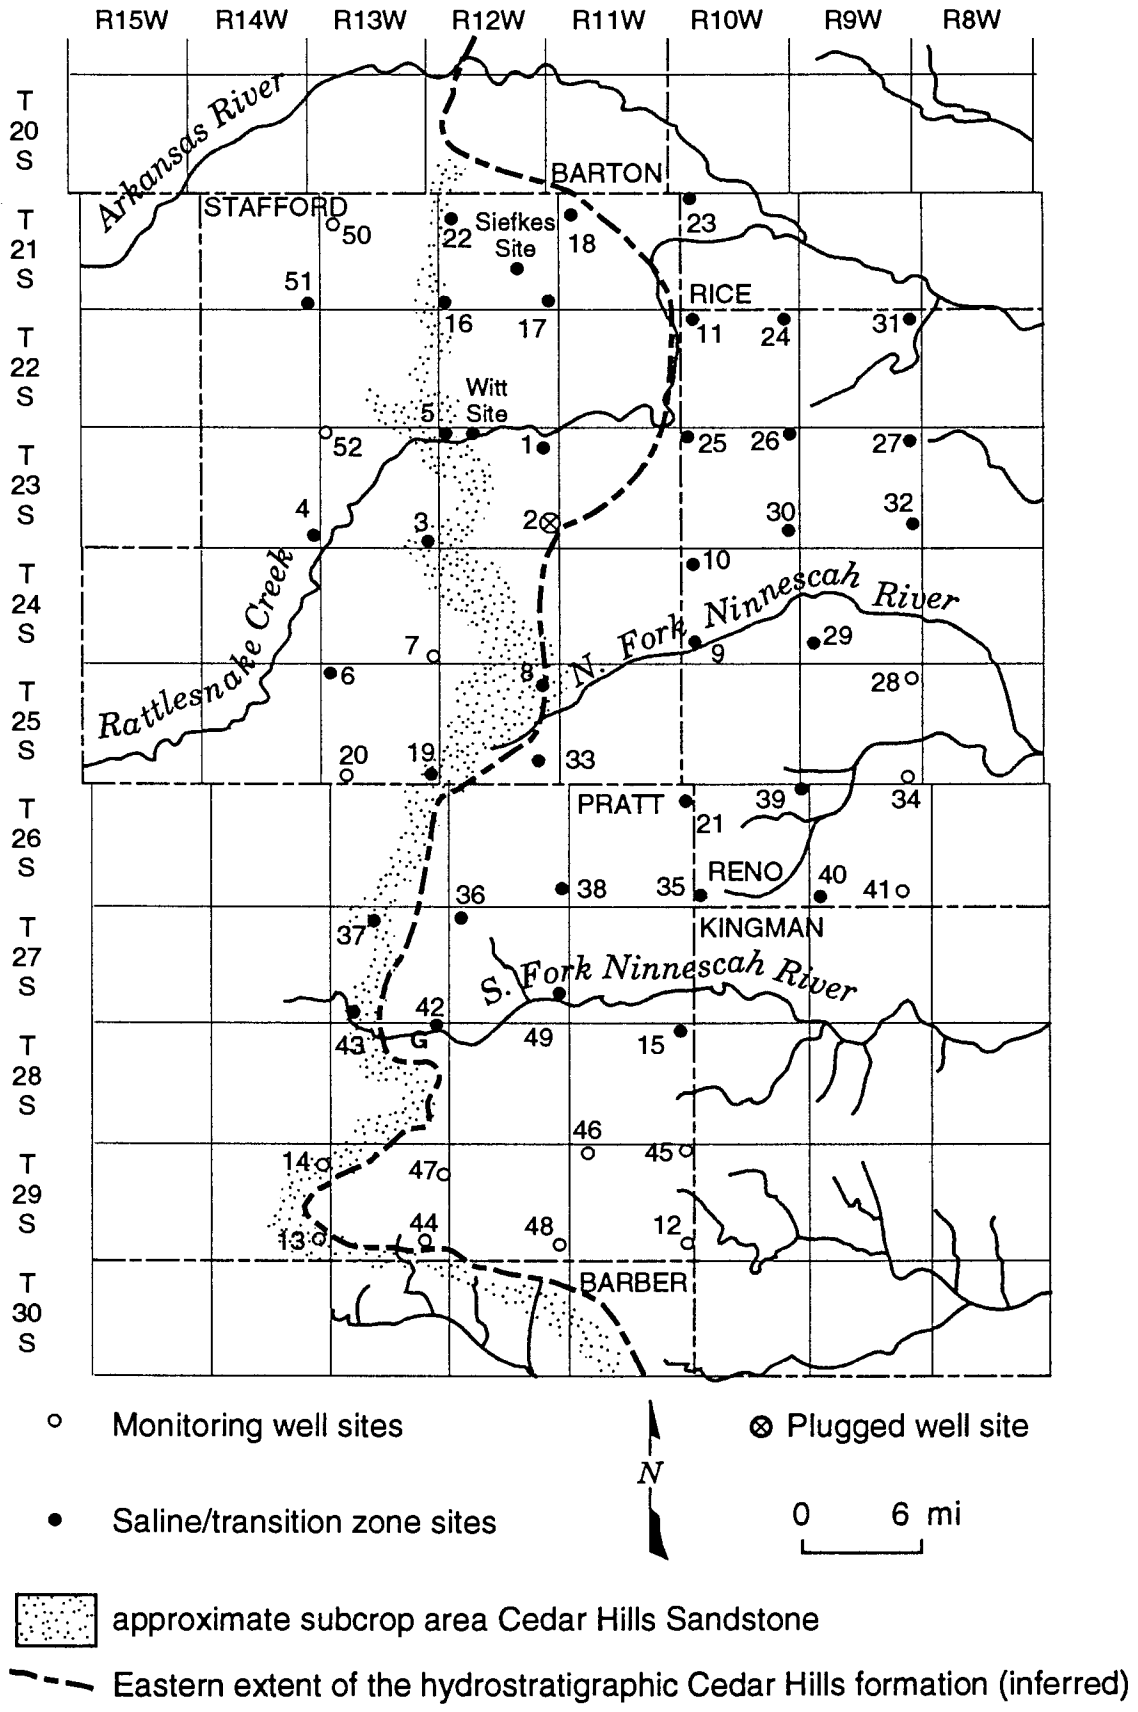 R15W R14W R13W R12W R11W R10W R9W R8W
T
20
S
Arkansas River
BARTON
STAFFORD
50
22
Siefkes
Site
18
23
T
21
S
51
16
17
RICE
11
24
31
T
22
S
Witt
Site
5
52
1
25
26
27
T
23
S
4
3
2
30
32
10
T
24
S
Rattlesnake Creek
N. Fork Ninnescah River
7
9
29
T
25
S
6
8
28
20
19
33
39
34
T
26
S
PRATT
21
RENO
36
38
35
40
41
T
27
S
37
KINGMAN
S. Fork Ninnescah River
42
G
43
49
15
T
28
S
46
45
T
29
S
14
47
13
44
48
12
T
30
S
BARBER
Monitoring well sites
Plugged well site
N
Saline/transition zone sites
0 6 mi
approximate subcrop area Cedar Hills Sandstone
Eastern extent of the hydrostratigraphic Cedar Hills formation (inferred)